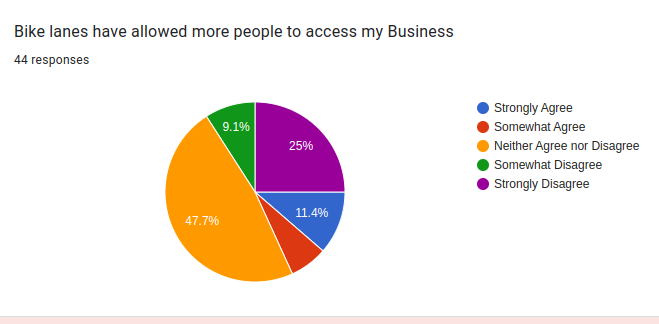 Bike lanes have allowed more people to access my Business
44 responses
9.1%
25%
11.4%
47.7%
Strongly Agree
Somewhat Agree
Neither Agree nor Disagree
Somewhat Disagree
Strongly Disagree